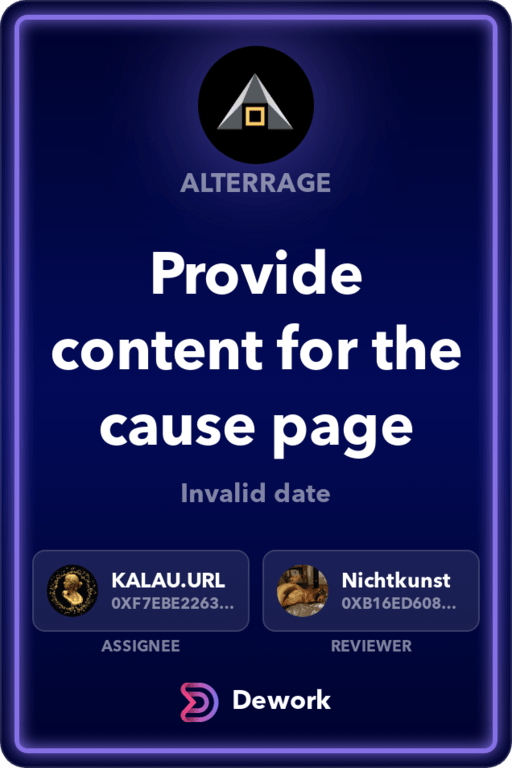 ALTERRAGE
Provide
content for the
cause page
Invalid date
KALAU.URL
0XF7EBE2263...
ASSIGNEE
Nichtkunst
0XB16ED608...
REVIEWER
Dework